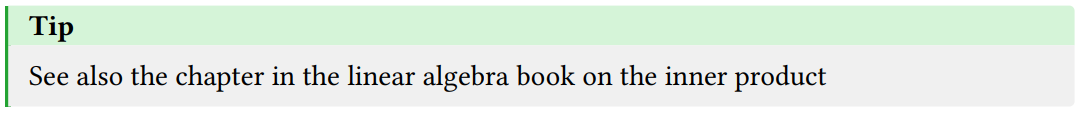 Tip
See also the chapter in the linear algebra book on the inner product